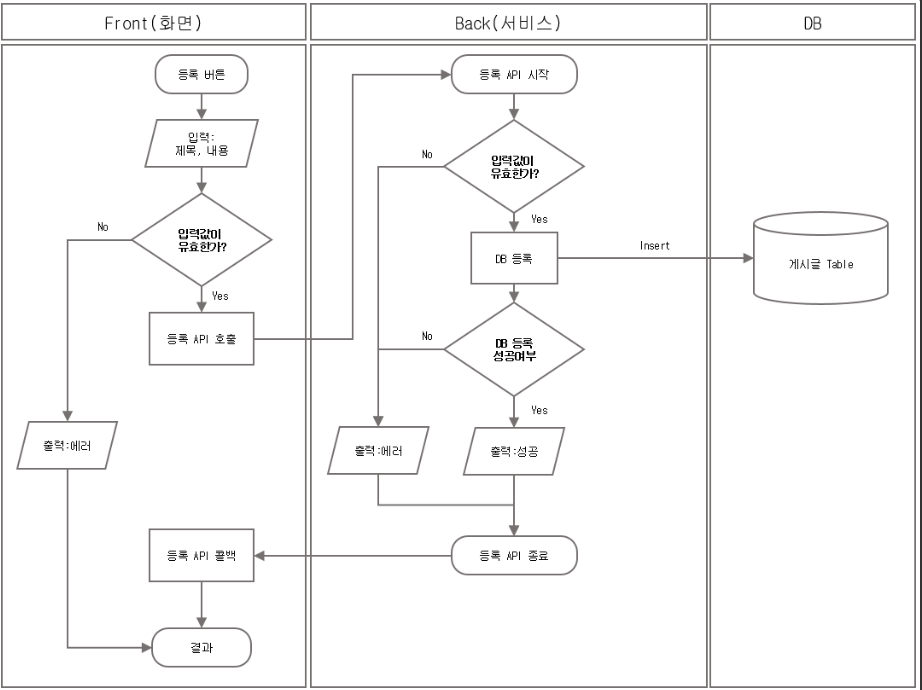 Front(화면)
Back(서비스)
DB
등록 버튼
입력:
제목, 내용
입력값이
유효한가?
No
Yes
등록 API 호출
출력:에러
등록 API 콜백
결과
등록 API 시작
입력값이
유효한가?
No
Yes
DB 등록
Insert
DB 등록
성공여부
No
Yes
출력:에러
출력:성공
등록 API 종료
게시글 Table